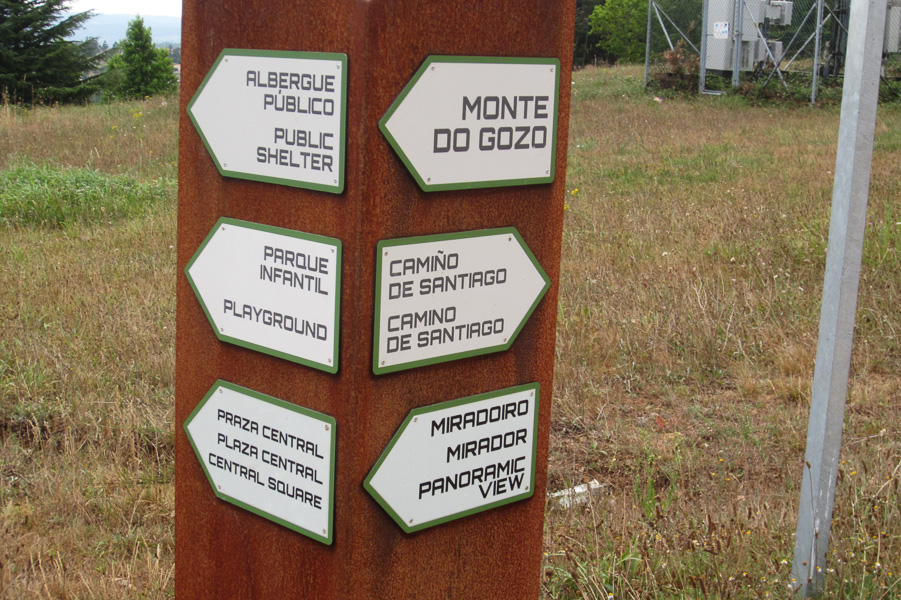 ALBERGUE
PÚBLICO
PUBLIC
SHELTER
MONTE
DO GOZO
PARQUE
INFANTIL
PLAYGROUND
CAMIÑO
DE SANTIAGO
CAMINO
DE SANTIAGO
PRAZA CENTRAL
PLAZA CENTRAL
CENTRAL SQUARE
MIRADOIRO
MIRADOR
PANORAMIC
VIEW